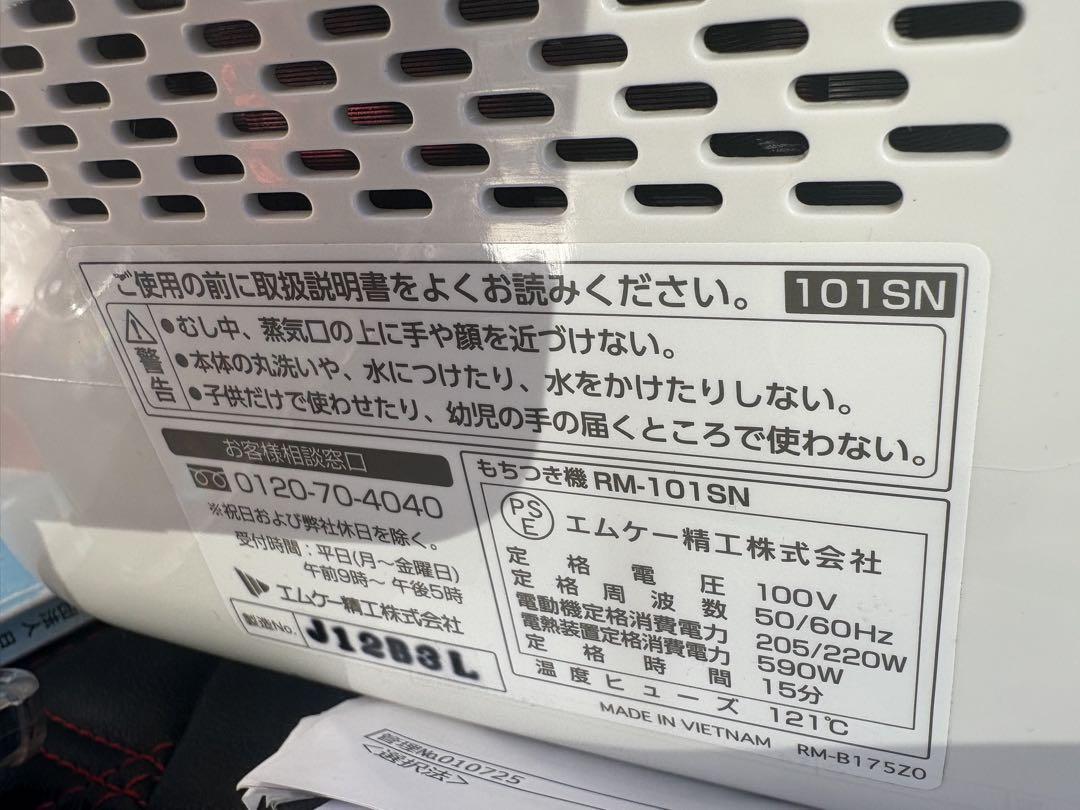 ご使用の前に取扱説明書をよくお読みください。 101SN
警告
●むし中、蒸気口の上に手や顔を近づけない。
●本体の丸洗いや、水につけたり、水をかけたりしない。
●子供だけで使わせたり、幼児の手の届くところで使わない。
お客様相談窓口
0120-70-4040
※祝日および弊社休日を除く。
受付時間：平日(月～金曜日)
午前9時～午後5時
エムケー精工株式会社
製造No. J12B3L
もちつき機 RM-101SN
PSE エムケー精工株式会社
定格電圧 100V
定格周波数 50/60Hz
電動機定格消費電力 205/220W
電熱装置定格消費電力 590W
定格時間 15分
温度ヒューズ 121℃
MADE IN VIETNAM RM-B175Z0
管理No.010725
＜選択法＞